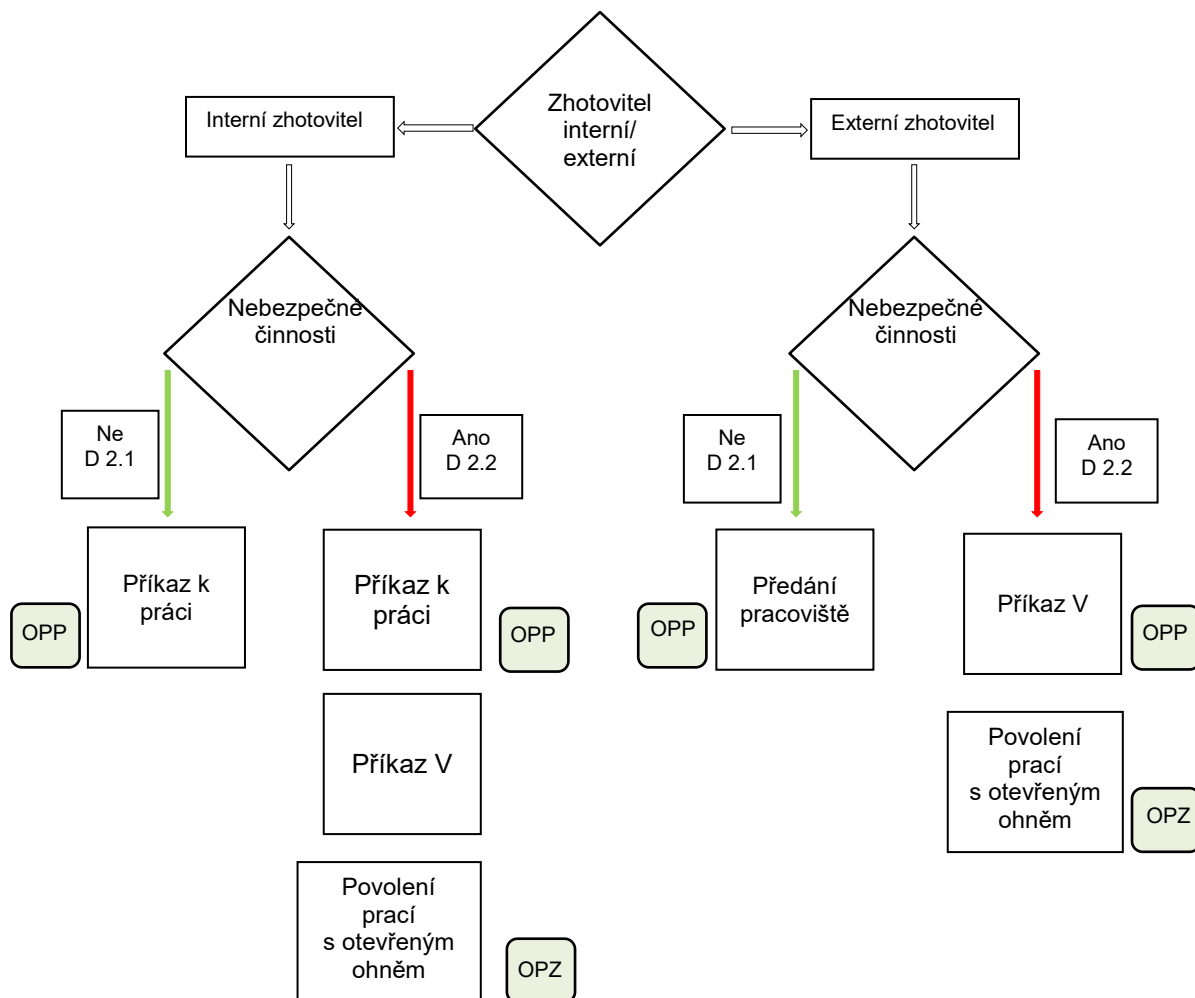 Zhotovitel
interní/
externí
Interní zhotovitel
Externí zhotovitel
Nebezpečné
činnosti
Nebezpečné
činnosti
Ne
D 2.1
Ano
D 2.2
Ne
D 2.1
Ano
D 2.2
Příkaz k
práci
OPP
Příkaz k
práci
OPP
Předání
pracoviště
OPP
Příkaz V
OPP
Příkaz V
Povolení
prací
s otevřeným
ohněm
OPZ
Povolení
prací
s otevřeným
ohněm
OPZ